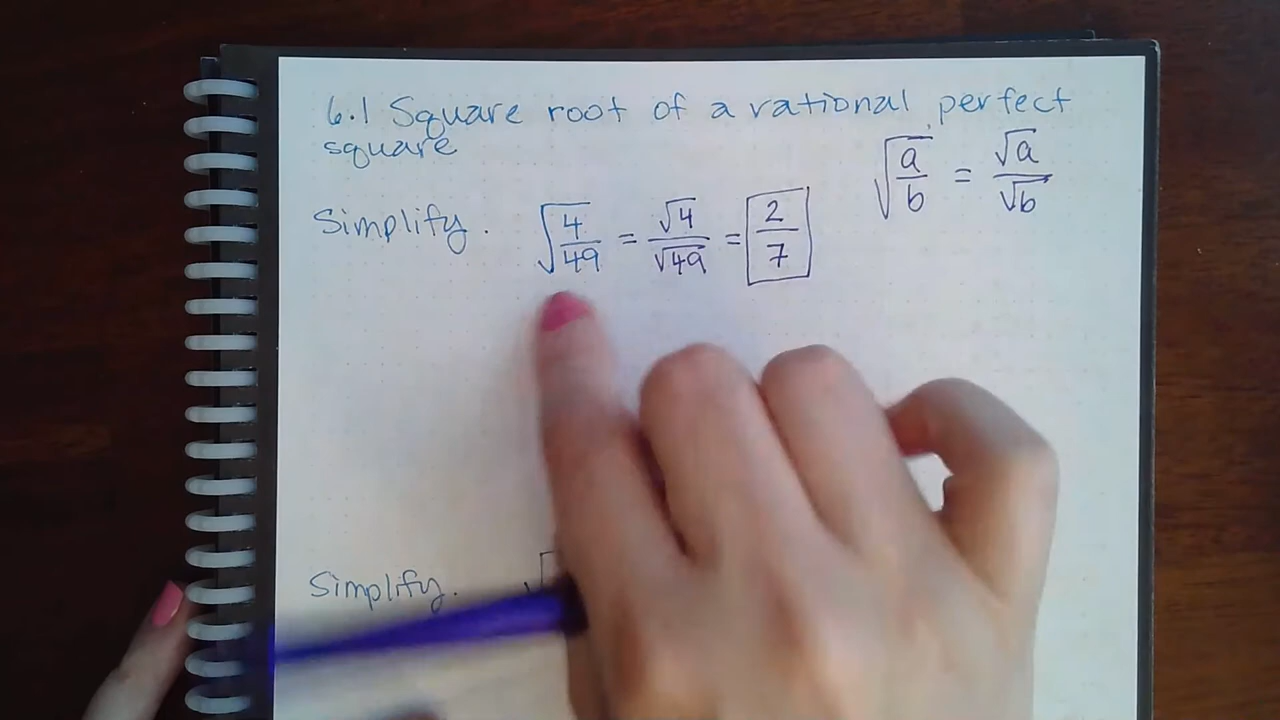 6.1 Square root of a rational perfect
square
√(a/b) = √a/√b
Simplify. √(4/49) = √4/√49 = 2/7
Simplify. √